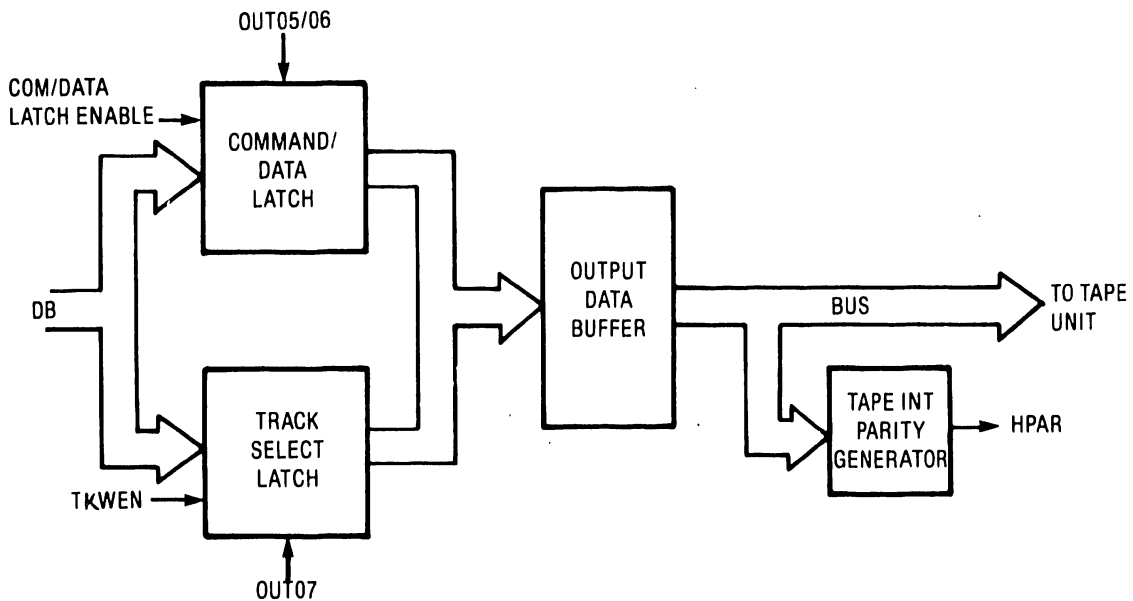 OUT05/06
COM/DATA
LATCH ENABLE
COMMAND/
DATA
LATCH
DB
OUTPUT
DATA
BUFFER
BUS
TO TAPE
UNIT
TRACK
SELECT
LATCH
TAPE INT
PARITY
GENERATOR
HPAR
TKWEN
OUT07